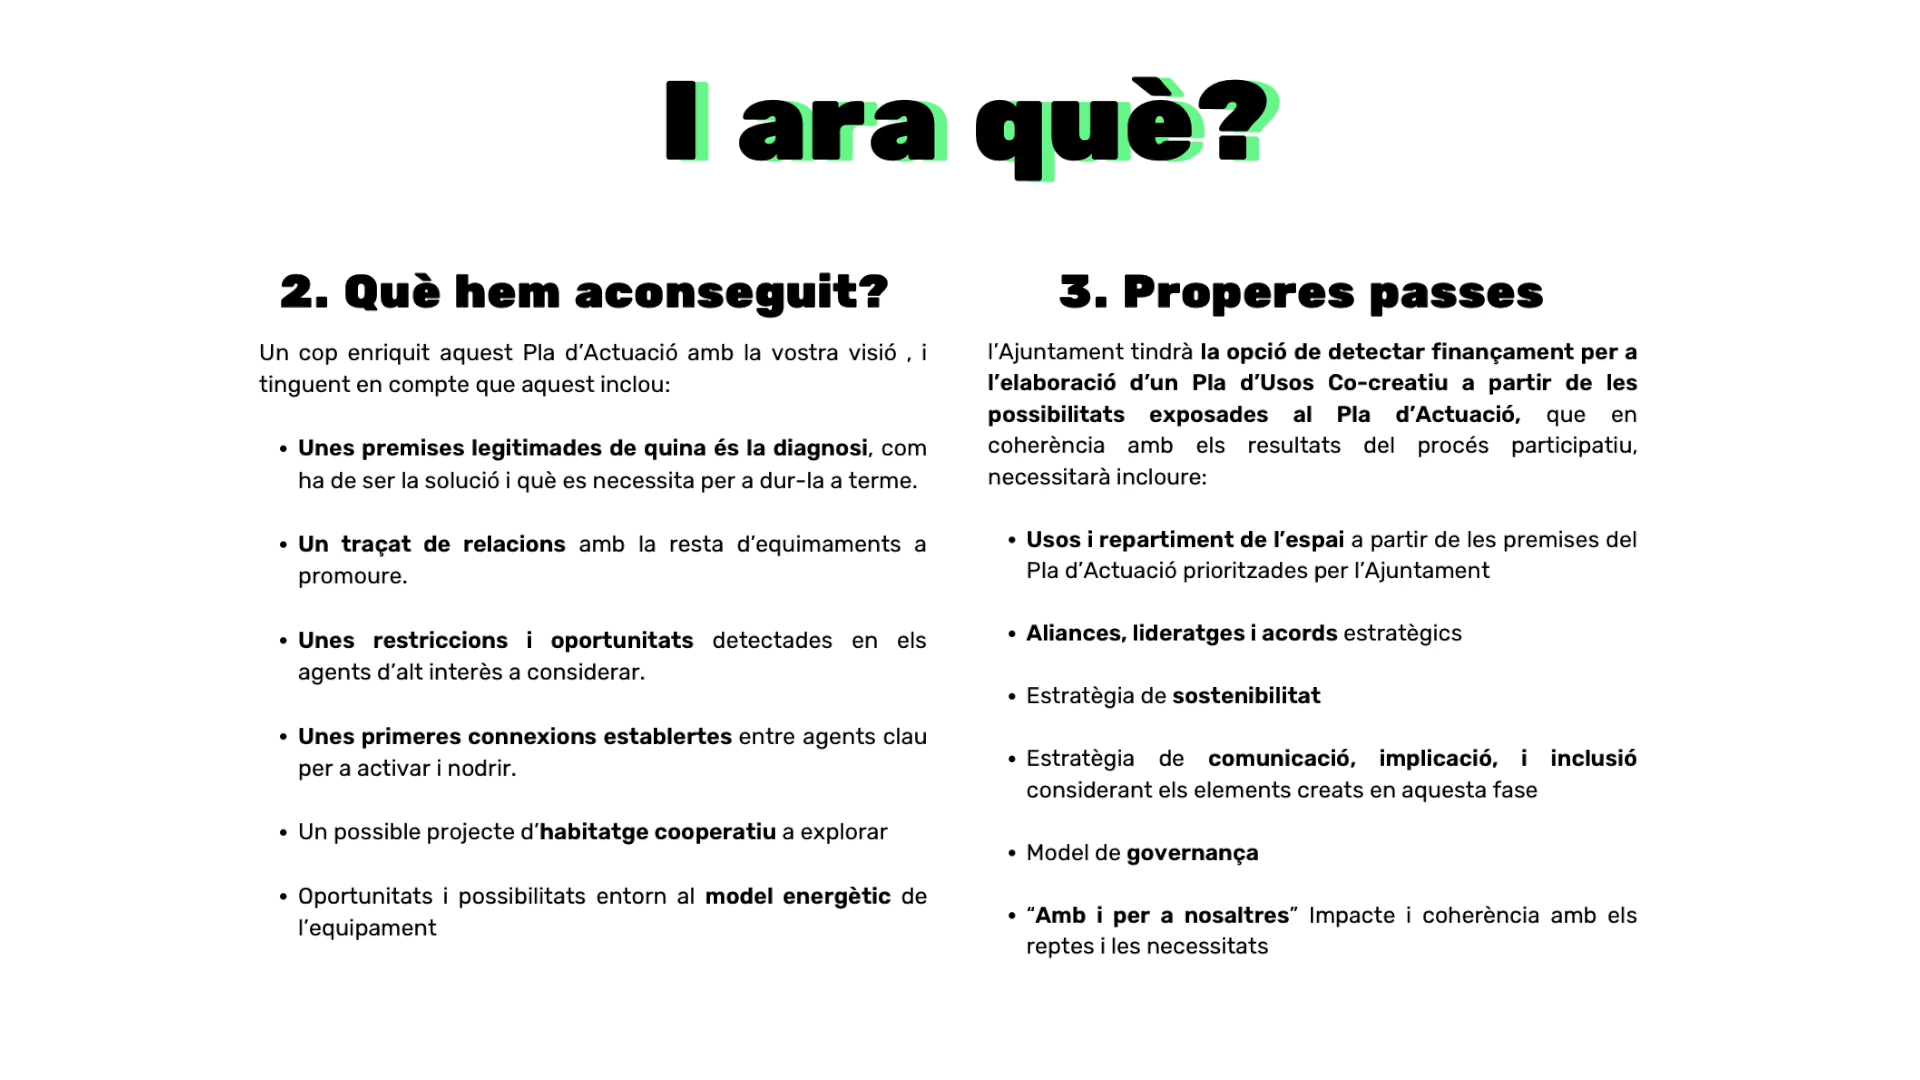 I ara què?
2. Què hem aconseguit?
Un cop enriquit aquest Pla d’Actuació amb la vostra visió , i
tinguent en compte que aquest inclou:
• Unes premises legitimades de quina és la diagnosi, com
ha de ser la solució i què es necessita per a dur-la a terme.
• Un traçat de relacions amb la resta d’equimaments a
promoure.
• Unes restriccions i oportunitats detectades en els
agents d’alt interès a considerar.
• Unes primeres connexions establertes entre agents clau
per a activar i nodrir.
• Un possible projecte d’habitatge cooperatiu a explorar
• Oportunitats i possibilitats entorn al model energètic de
l’equipament
3. Properes passes
l’Ajuntament tindrà la opció de detectar finançament per a
l’elaboració d’un Pla d’Usos Co-creatiu a partir de les
possibilitats exposades al Pla d’Actuació, que en
coherència amb els resultats del procés participatiu,
necessitarà incloure:
• Usos i repartiment de l’espai a partir de les premises del
Pla d’Actuació prioritzades per l’Ajuntament
• Aliances, lideratges i acords estratègics
• Estratègia de sostenibilitat
• Estratègia de comunicació, implicació, i inclusió
considerant els elements creats en aquesta fase
• Model de governança
• “Amb i per a nosaltres” Impacte i coherència amb els
reptes i les necessitats